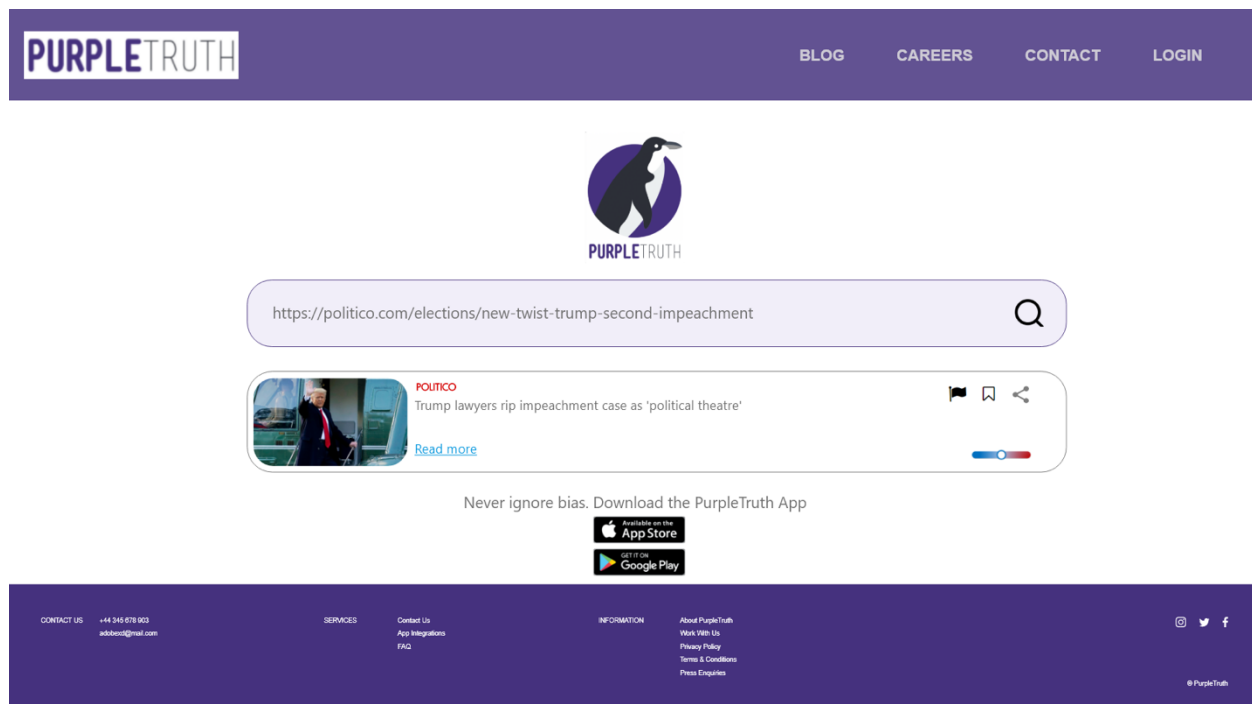 PURPLETRUTH
BLOG CAREERS CONTACT LOGIN
PURPLETRUTH
https://politico.com/elections/new-twist-trump-second-impeachment
POLITICO
Trump lawyers rip impeachment case as 'political theatre'
Read more
Never ignore bias. Download the PurpleTruth App
Available on the
App Store
GET IT ON
Google Play
CONTACT US +44 345 678 903
adobexd@mail.com
SERVICES Contact Us
App Integrations
FAQ
INFORMATION About PurpleTruth
Work With Us
Privacy Policy
Terms & Conditions
Press Enquiries
© PurpleTruth